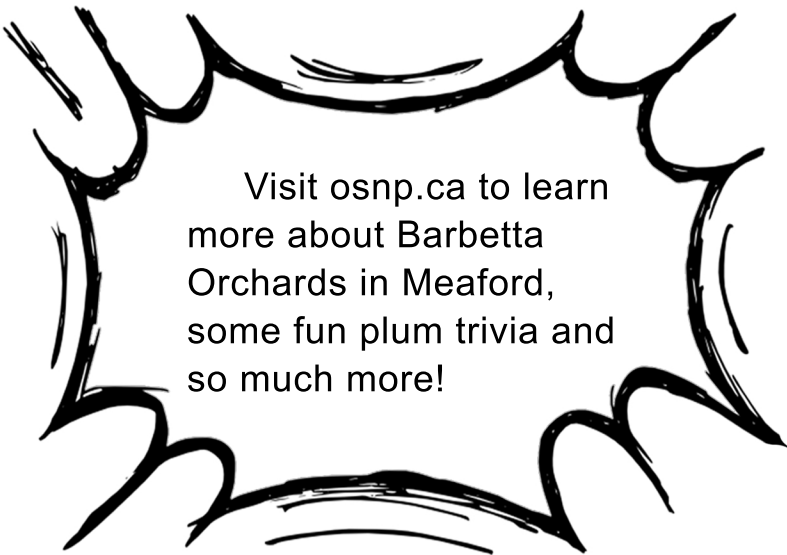 Visit osnp.ca to learn
more about Barbetta
Orchards in Meaford,
some fun plum trivia and
so much more!